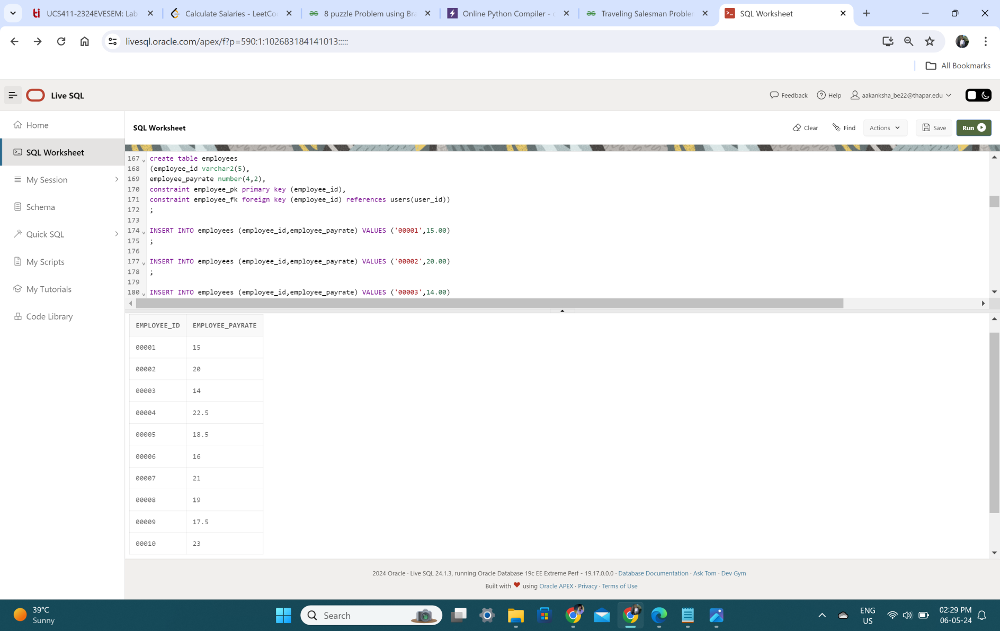 UCS411-2324EVESEM: Lab
Calculate Salaries - LeetCo
8 puzzle Problem using Bra
Online Python Compiler -
Traveling Salesman Probler
SQL Worksheet
livesql.oracle.com/apex/f?p=590:1:102683184141013:::::
All Bookmarks
Live SQL
Feedback
Help
aakanksha_be22@thapar.edu
Home
SQL Worksheet
My Session
Schema
Quick SQL
My Scripts
My Tutorials
Code Library
SQL Worksheet
Clear
Find
Actions
Save
Run
167 create table employees
168 (employee_id varchar2(5),
169 employee_payrate number(4,2),
170 constraint employee_pk primary key (employee_id),
171 constraint employee_fk foreign key (employee_id) references users(user_id))
172 ;
173
174 INSERT INTO employees (employee_id,employee_payrate) VALUES ('00001',15.00)
175 ;
176
177 INSERT INTO employees (employee_id,employee_payrate) VALUES ('00002',20.00)
178 ;
179
180 INSERT INTO employees (employee_id,employee_payrate) VALUES ('00003',14.00)
EMPLOYEE_ID EMPLOYEE_PAYRATE
00001 15
00002 20
00003 14
00004 22.5
00005 18.5
00006 16
00007 21
00008 19
00009 17.5
00010 23
2024 Oracle · Live SQL 24.1.3, running Oracle Database 19c EE Extreme Perf - 19.17.0.0.0 · Database Documentation · Ask Tom · Dev Gym
Built with ❤ using Oracle APEX · Privacy · Terms of Use
39°C
Sunny
Search
ENG
US
02:29 PM
06-05-24